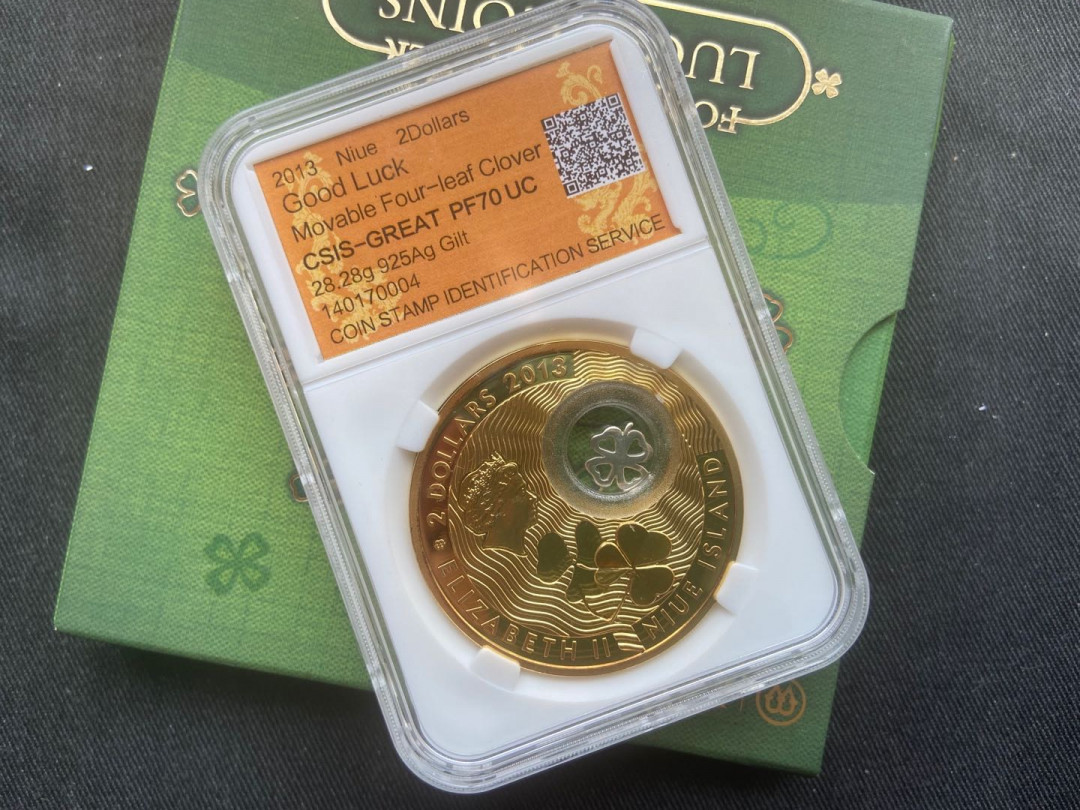 2013 Niue 2Dollars
Good Luck
Movable Four-leaf Clover
CSIS-GREAT PF70 UC
28.28g 925Ag Gilt
140170004
COIN STAMP IDENTIFICATION SERVICE
2 DOLLARS 2013
ELIZABETH II
NIUE ISLAND